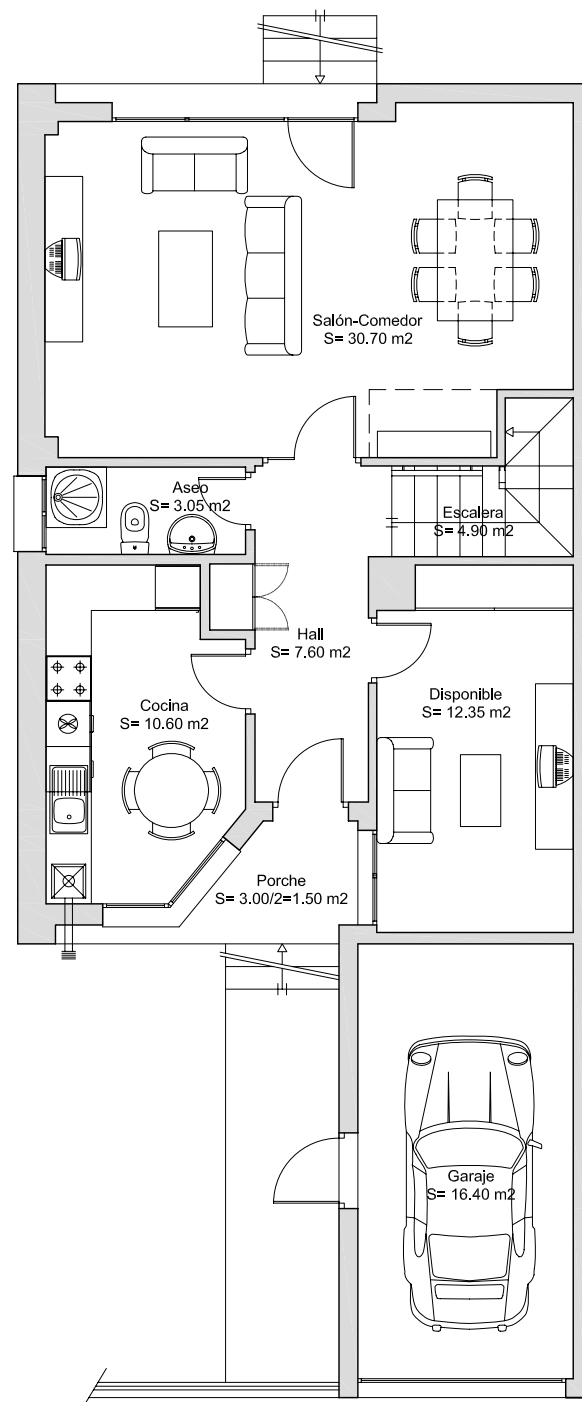 Salón-Comedor
S= 30.70 m2
Aseo
S= 3.05 m2
Escalera
S= 4.90 m2
Hall
S= 7.60 m2
Cocina
S= 10.60 m2
Disponible
S= 12.35 m2
Porche
S= 3.00/2=1.50 m2
Garaje
S= 16.40 m2